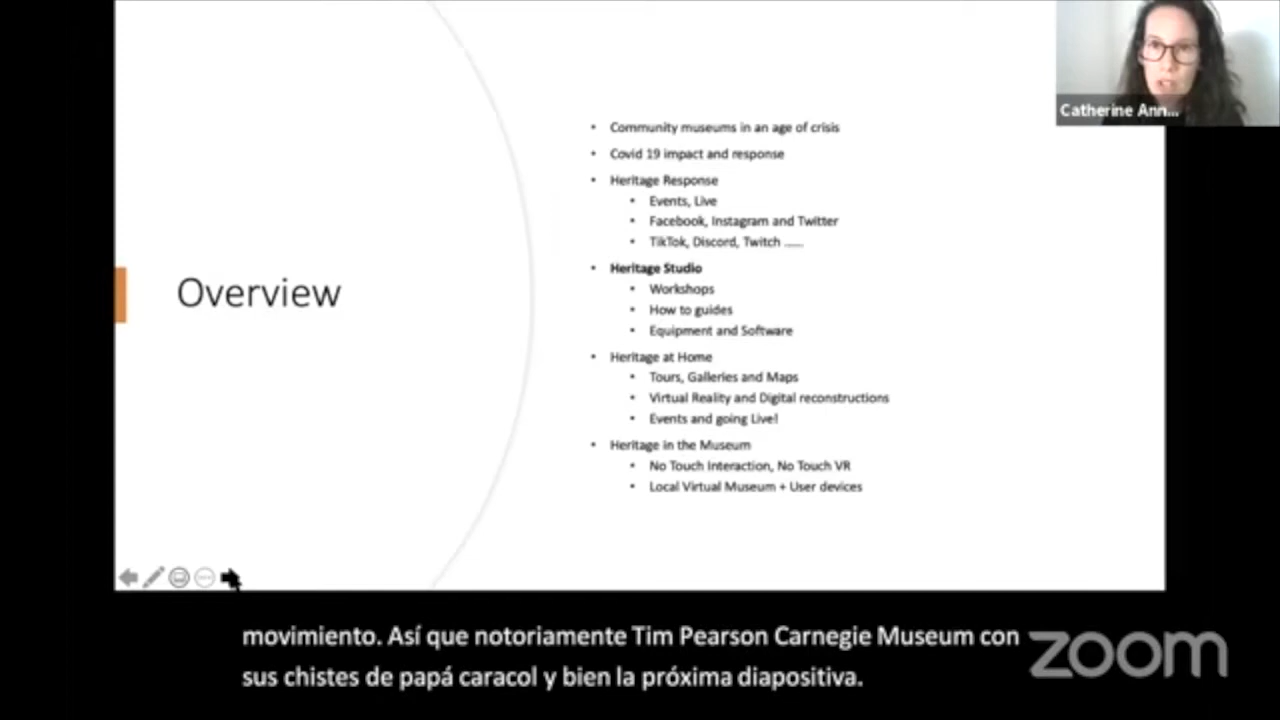 Catherine Ann...
Overview
• Community museums in an age of crisis
• Covid 19 impact and response
• Heritage Response
• Events, Live
• Facebook, Instagram and Twitter
• TikTok, Discord, Twitch ......
• Heritage Studio
• Workshops
• How to guides
• Equipment and Software
• Heritage at Home
• Tours, Galleries and Maps
• Virtual Reality and Digital reconstructions
• Events and going Live!
• Heritage in the Museum
• No Touch Interaction, No Touch VR
• Local Virtual Museum + User devices
movimiento. Así que notoriamente Tim Pearson Carnegie Museum con
sus chistes de papá caracol y bien la próxima diapositiva.
zoom